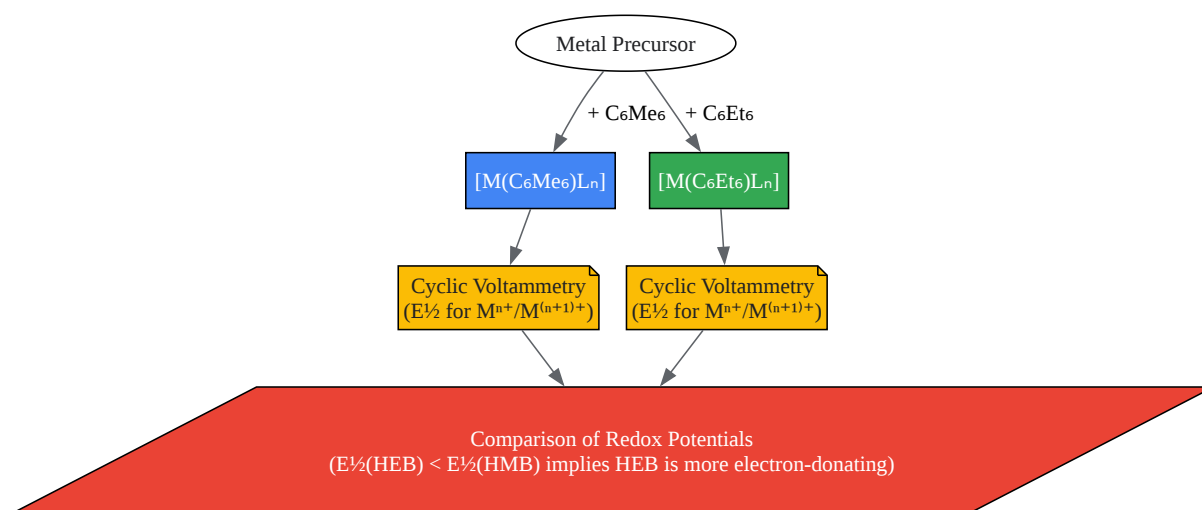 Metal Precursor
+ C₆Me₆
+ C₆Et₆
[M(C₆Me₆)Lₙ]
[M(C₆Et₆)Lₙ]
Cyclic Voltammetry
(E½ for Mⁿ⁺/M⁽ⁿ⁺¹⁾⁺)
Cyclic Voltammetry
(E½ for Mⁿ⁺/M⁽ⁿ⁺¹⁾⁺)
Comparison of Redox Potentials
(E½(HEB) < E½(HMB) implies HEB is more electron-donating)